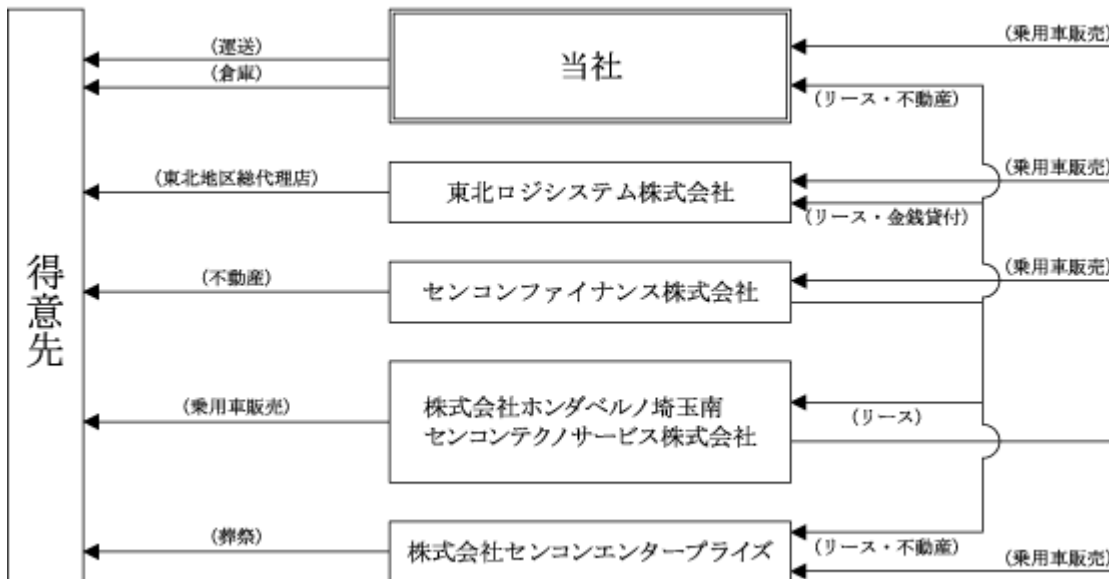 得意先
(運送)
(倉庫)
当社
(乗用車販売)
(リース・不動産)
(東北地区総代理店)
東北ロジシステム株式会社
(乗用車販売)
(リース・金銭貸付)
(不動産)
センコンファイナンス株式会社
(乗用車販売)
(乗用車販売)
株式会社ホンダベルノ埼玉南
センコンテクノサービス株式会社
(リース)
(葬祭)
株式会社センコンエンタープライズ
(リース・不動産)
(乗用車販売)